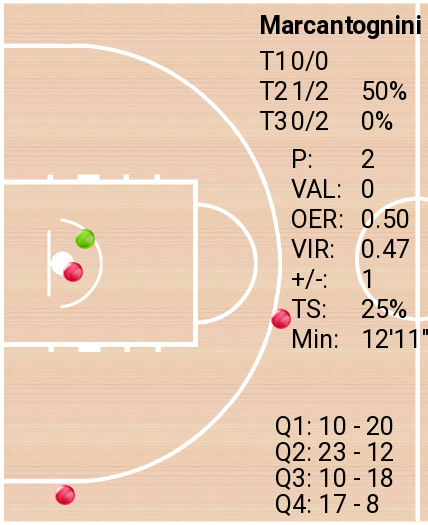 Marcantognini
T1 0/0
T2 1/2 50%
T3 0/2 0%
P: 2
VAL: 0
OER: 0.50
VIR: 0.47
+/-: 1
TS: 25%
Min: 12'11"
Q1: 10 - 20
Q2: 23 - 12
Q3: 10 - 18
Q4: 17 - 8